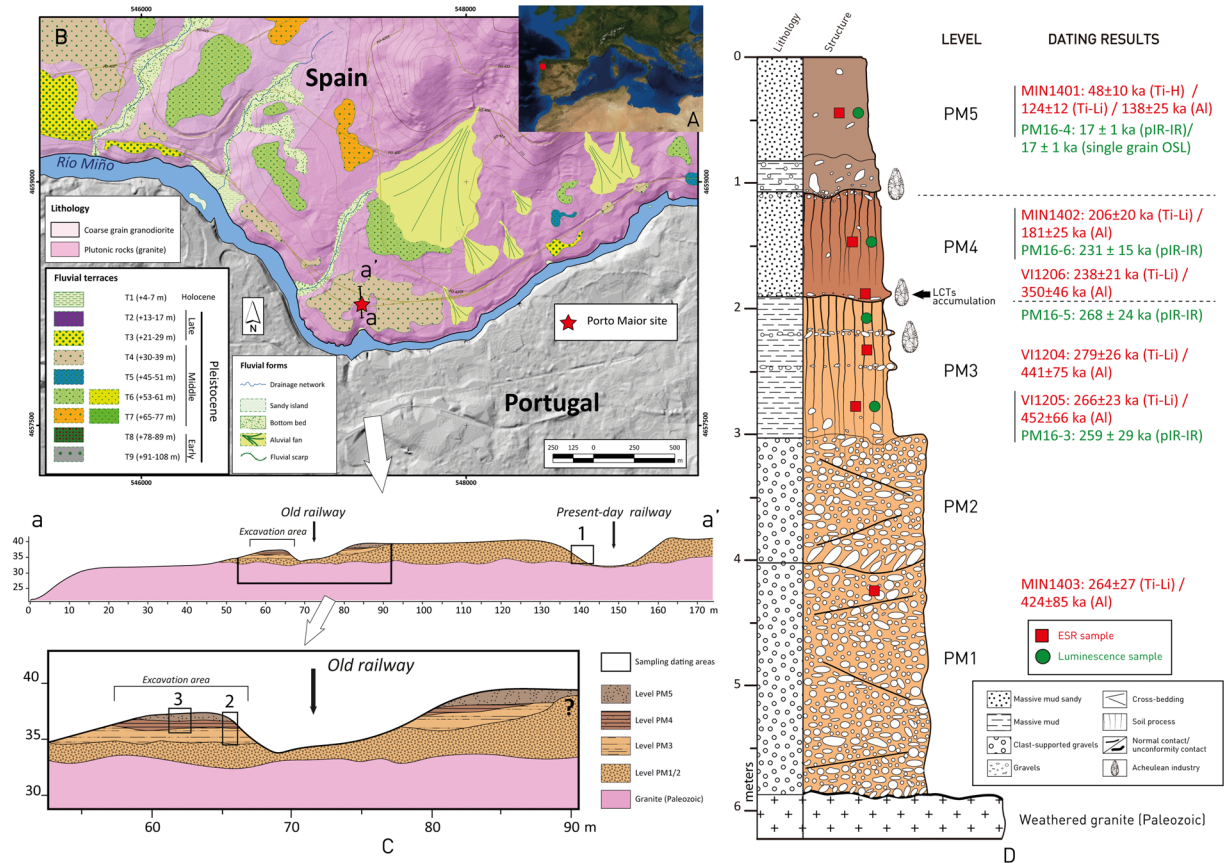 B
546000
548000
Spain
A
Río Miño
4659000
4659000
Lithology
Coarse grain granodiorite
Plutonic rocks (granite)
Fluvial terraces
T1 (+4-7 m)
Holocene
T2 (+13-17 m)
T3 (+21-29 m)
Late
T4 (+30-39 m)
T5 (+45-51 m)
T6 (+53-61 m)
Middle
T7 (+65-77 m)
T8 (+78-89 m)
T9 (+91-108 m)
Early
Pleistocene
N
a'
a
Porto Maior site
Fluvial forms
Drainage network
Sandy island
Bottom bed
Aluvial fan
Fluvial scarp
Portugal
4657500
4657500
250 125 0 250 500
m
546000
548000
a
Old railway
Present-day railway
a'
Excavation area
1
40
35
30
25
0 10 20 30 40 50 60 70 80 90 100 110 120 130 140 150 160 170 m
Old railway
Excavation area
3
2
?
40
35
30
60 70 80 90 m
Sampling dating areas
Level PM5
Level PM4
Level PM3
Level PM1/2
Granite (Paleozoic)
C
Lithology
Structure
LEVEL
DATING RESULTS
0
PM5
MIN1401: 48±10 ka (Ti-H) /
124±12 (Ti-Li) / 138±25 ka (Al)
PM16-4: 17 ± 1 ka (pIR-IR)/
17 ± 1 ka (single grain OSL)
1
PM4
MIN1402: 206±20 ka (Ti-Li) /
181±25 ka (Al)
PM16-6: 231 ± 15 ka (pIR-IR)
VI1206: 238±21 ka (Ti-Li) /
350±46 ka (Al)
LCTs
accumulation
2
PM16-5: 268 ± 24 ka (pIR-IR)
PM3
VI1204: 279±26 ka (Ti-Li) /
441±75 ka (Al)
VI1205: 266±23 ka (Ti-Li) /
452±66 ka (Al)
PM16-3: 259 ± 29 ka (pIR-IR)
3
PM2
4
MIN1403: 264±27 (Ti-Li) /
424±85 ka (Al)
PM1
5
6
meters
ESR sample
Luminescence sample
Massive mud sandy
Massive mud
Clast-supported gravels
Gravels
Cross-bedding
Soil process
Normal contact/
unconformity contact
Acheulean industry
Weathered granite (Paleozoic)
D